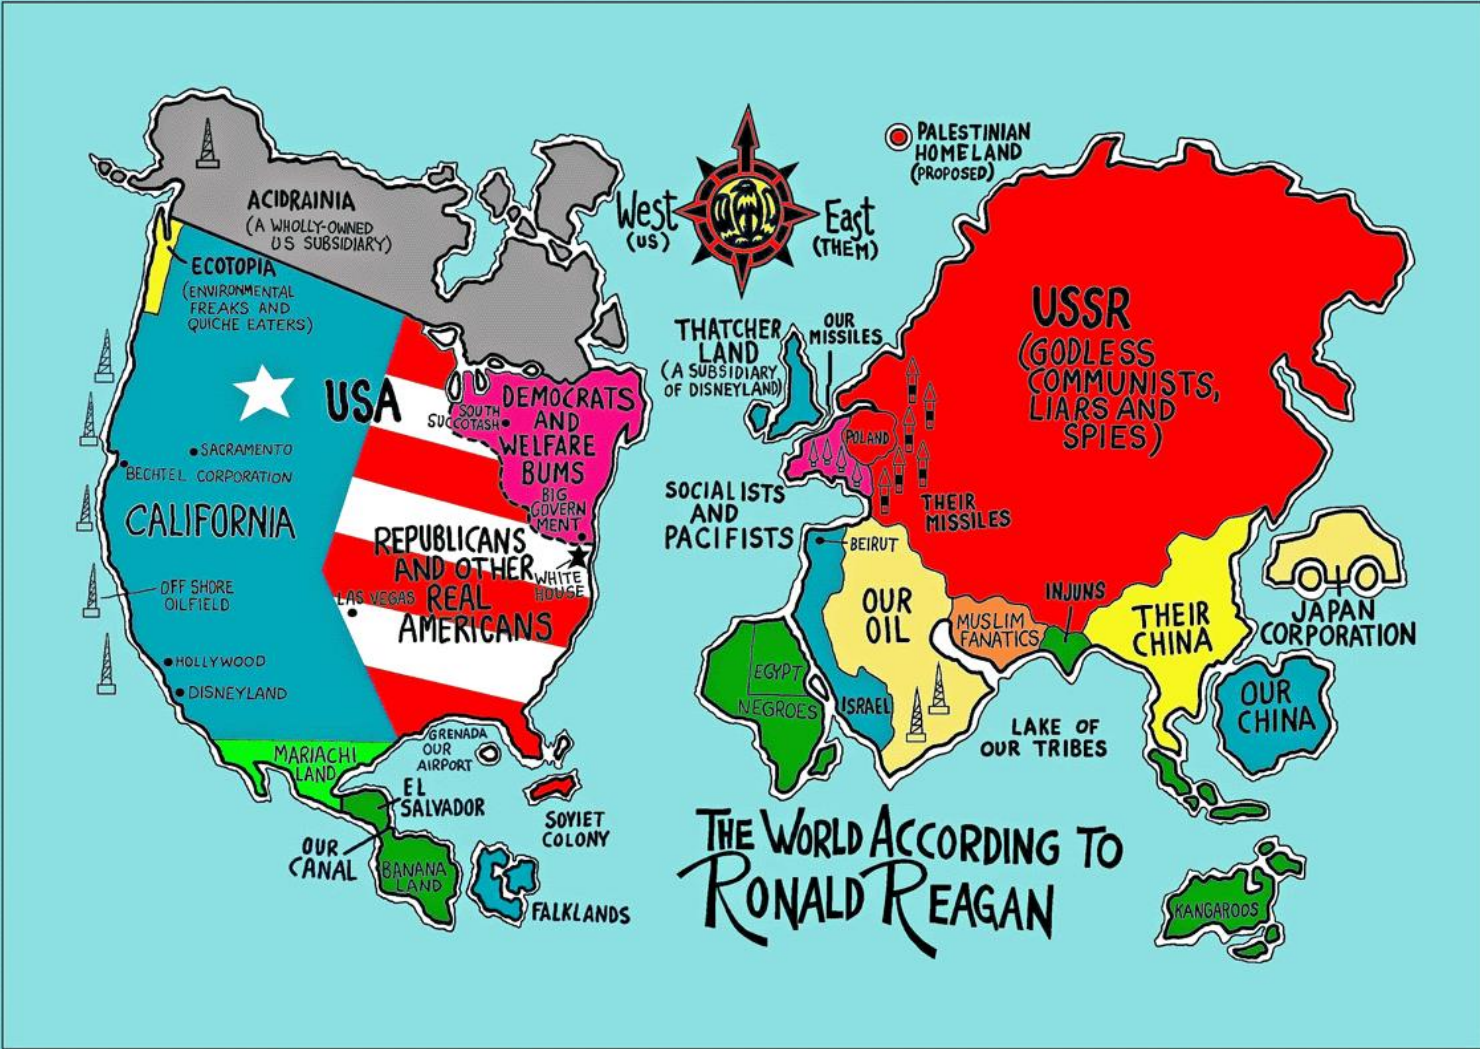 ACIDRAINIA
(A WHOLLY-OWNED
US SUBSIDIARY)
ECOTOPIA
(ENVIRONMENTAL
FREAKS AND
QUICHE EATERS)
USA
SACRAMENTO
BECHTEL CORPORATION
CALIFORNIA
OFF SHORE
OILFIELD
HOLLYWOOD
DISNEYLAND
SOUTH
SUCCOTASH
DEMOCRATS
AND
WELFARE
BUMS
BIG
GOVERN
MENT
REPUBLICANS
AND OTHER
REAL
AMERICANS
WHITE
HOUSE
LAS VEGAS
MARIACHI
LAND
GRENADA
OUR
AIRPORT
EL
SALVADOR
OUR
CANAL
BANANA
LAND
SOVIET
COLONY
FALKLANDS
West
(US)
East
(THEM)
PALESTINIAN
HOMELAND
(PROPOSED)
THATCHER
LAND
(A SUBSIDIARY
OF DISNEYLAND)
OUR
MISSILES
USSR
(GODLESS
COMMUNISTS,
LIARS AND
SPIES)
POLAND
THEIR
MISSILES
SOCIALISTS
AND
PACIFISTS
BEIRUT
OUR
OIL
MUSLIM
FANATICS
INJUNS
THEIR
CHINA
JAPAN
CORPORATION
EGYPT
NEGROES
ISRAEL
LAKE OF
OUR TRIBES
OUR
CHINA
KANGAROOS
THE WORLD ACCORDING TO
RONALD REAGAN